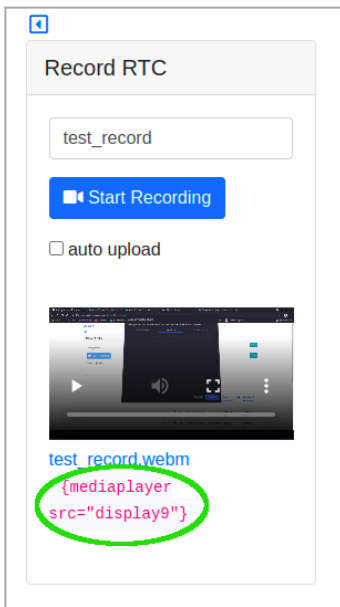 Record RTC
test_record
Start Recording
auto upload
test_record.webm
{mediaplayer
src="display9"}